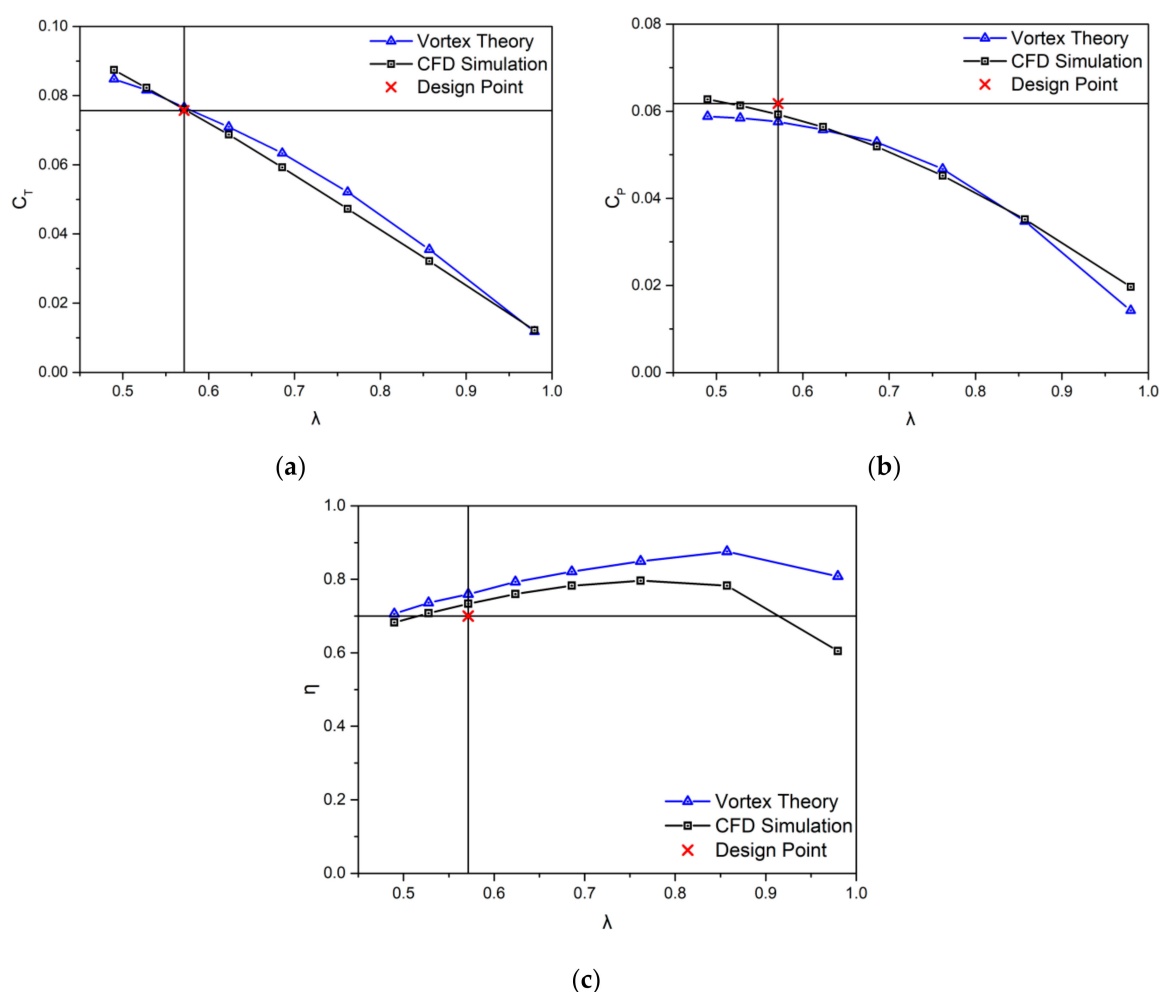 0.10
0.08
0.06
0.04
0.02
0.00
C_T
Vortex Theory
CFD Simulation
Design Point
0.5 0.6 0.7 0.8 0.9 1.0
λ
(a)
0.08
0.06
0.04
0.02
0.00
C_P
Vortex Theory
CFD Simulation
Design Point
0.5 0.6 0.7 0.8 0.9 1.0
λ
(b)
1.0
0.8
0.6
0.4
0.2
0.0
η
Vortex Theory
CFD Simulation
Design Point
0.5 0.6 0.7 0.8 0.9 1.0
λ
(c)